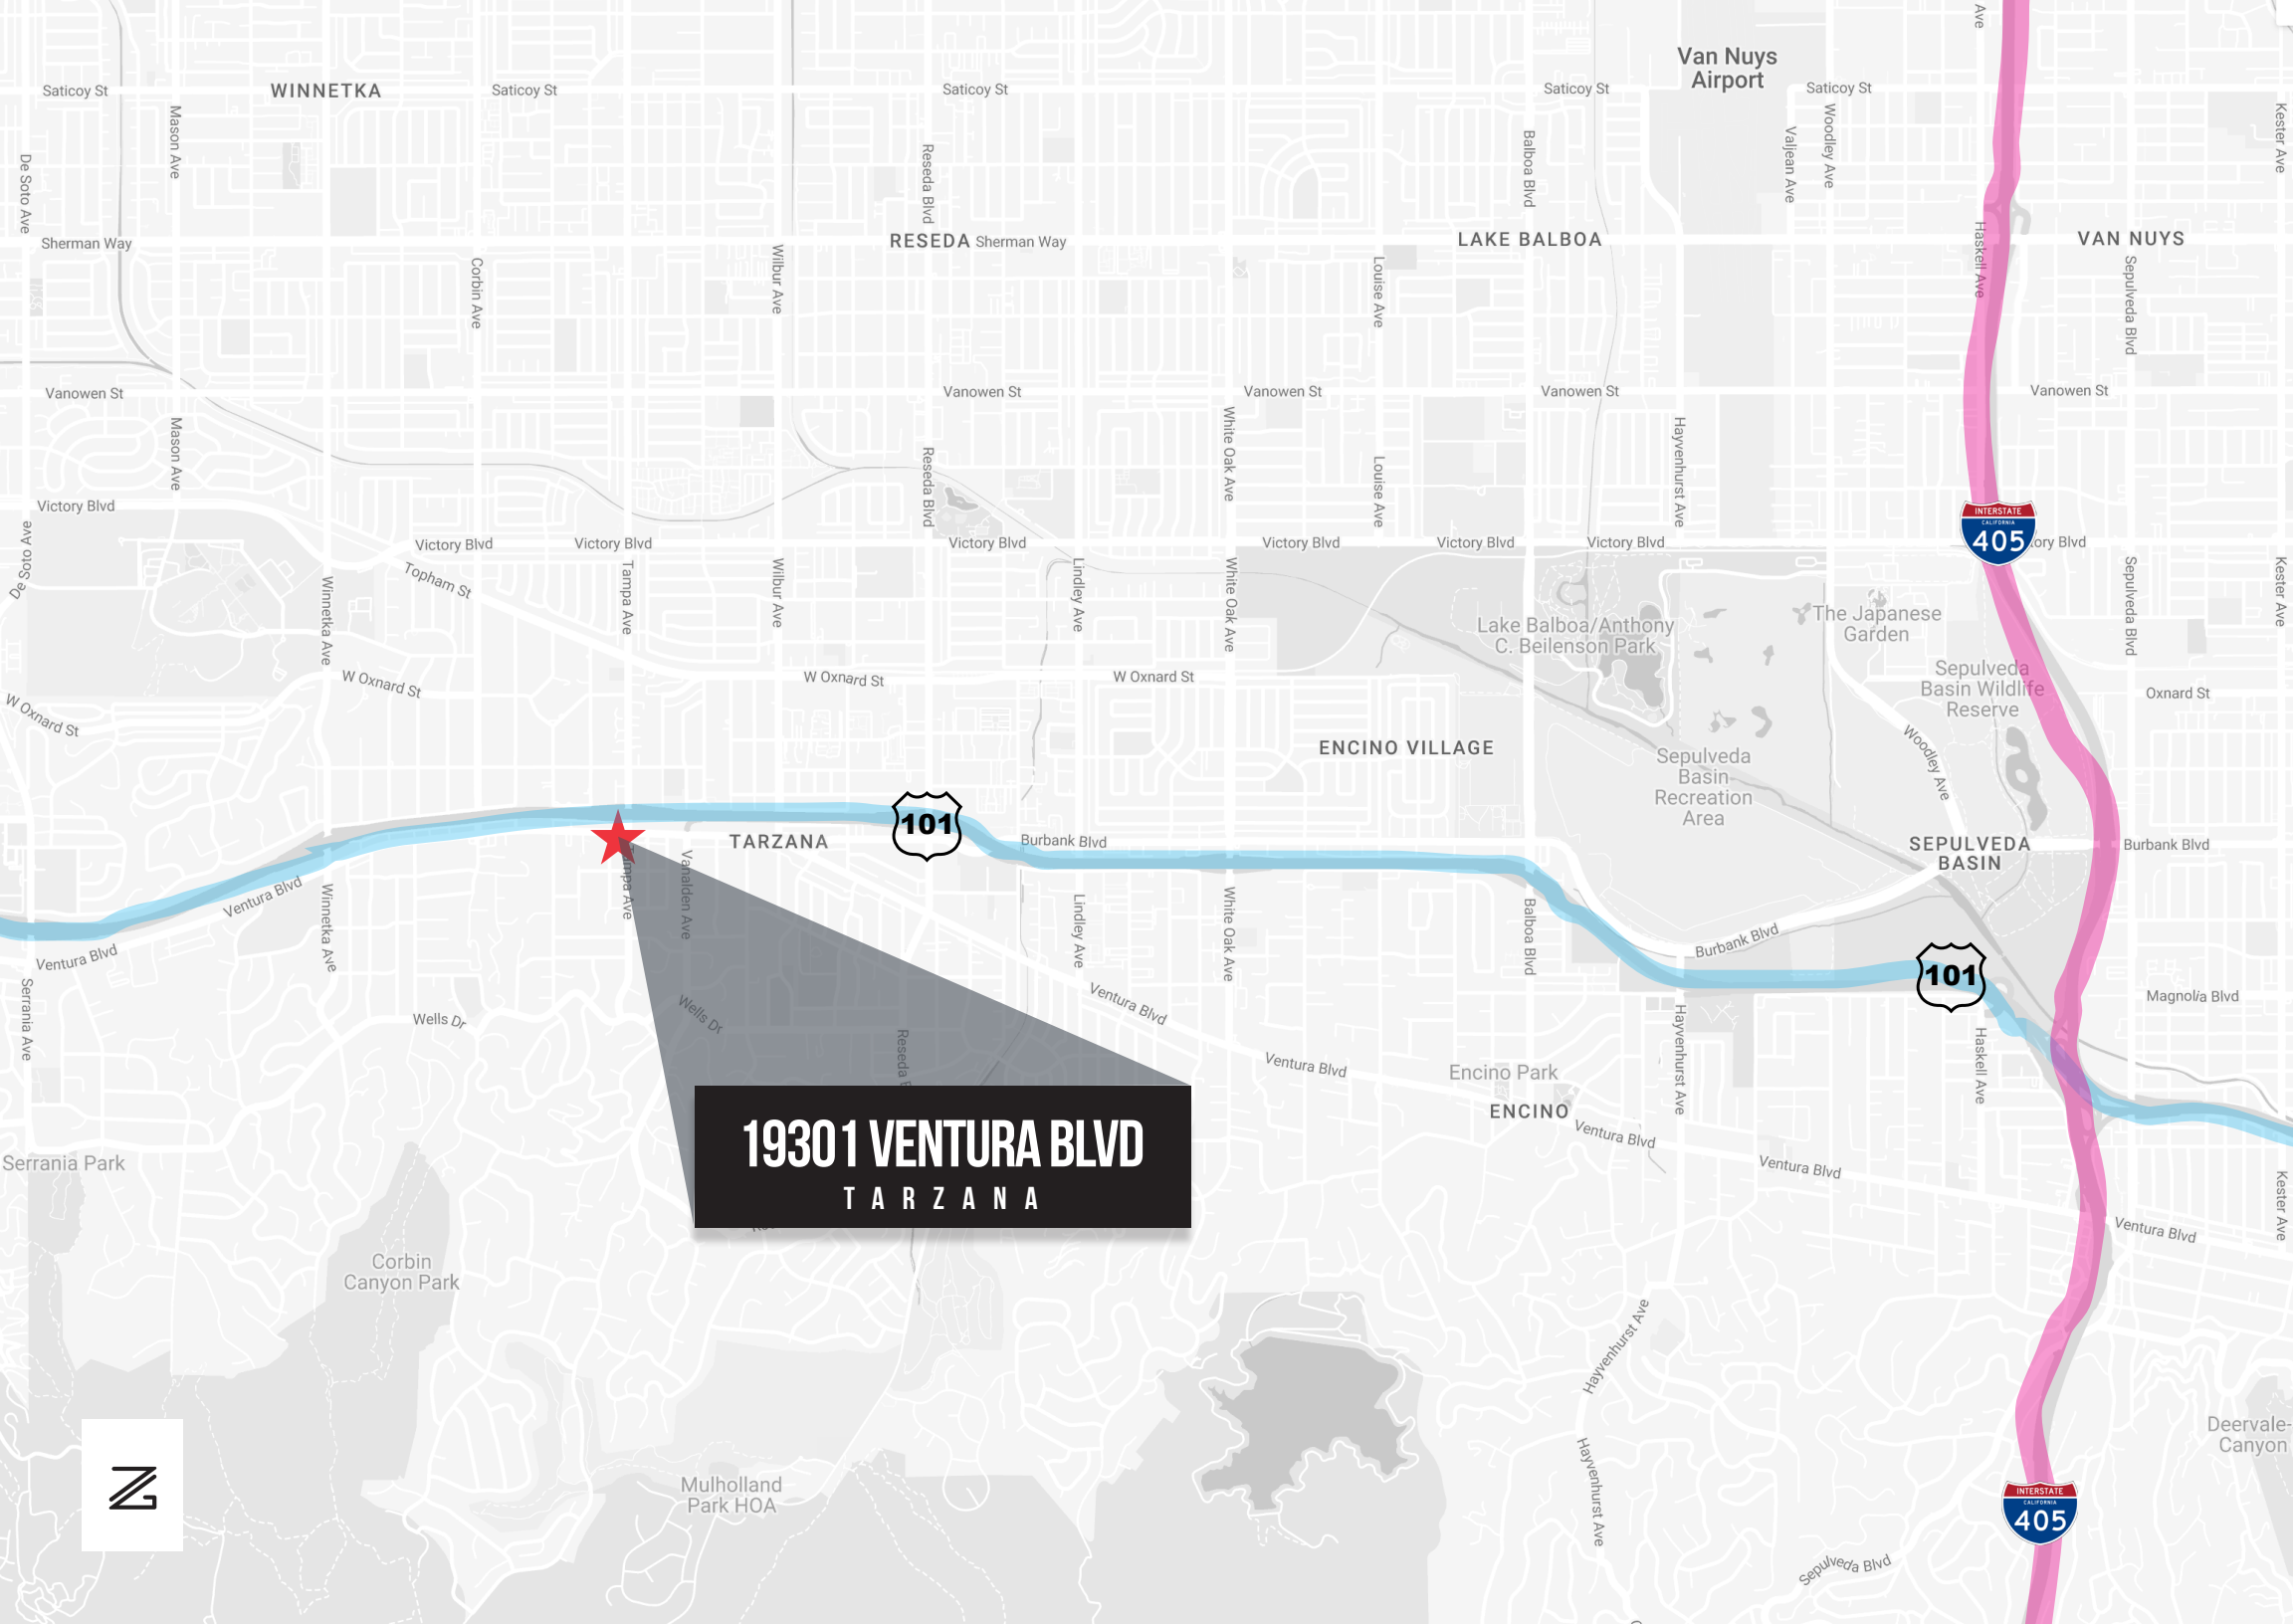 Ave
Van Nuys
Airport
Saticoy St
WINNETKA
Saticoy St
Saticoy St
Saticoy St
Saticoy St
Mason Ave
De Soto Ave
Reseda Blvd
Balboa Blvd
Valjean Ave
Woodley Ave
Kester Ave
Sherman Way
RESEDA
Sherman Way
LAKE BALBOA
VAN NUYS
Corbin Ave
Wilbur Ave
Louise Ave
Haskell Ave
Sepulveda Blvd
Vanowen St
Vanowen St
Vanowen St
Vanowen St
Vanowen St
Mason Ave
Reseda Blvd
White Oak Ave
Louise Ave
Hayvenhurst Ave
Victory Blvd
INTERSTATE
CALIFORNIA
405
Victory Blvd
Victory Blvd
Victory Blvd
Victory Blvd
Victory Blvd
Victory Blvd
tory Blvd
De Soto Ave
Topham St
Winnetka Ave
Tampa Ave
Wilbur Ave
Lindley Ave
White Oak Ave
Sepulveda Blvd
Kester Ave
Lake Balboa/Anthony
C. Beilenson Park
The Japanese
Garden
W Oxnard St
W Oxnard St
W Oxnard St
W Oxnard St
Sepulveda
Basin Wildlife
Reserve
Oxnard St
ENCINO VILLAGE
Sepulveda
Basin
Recreation
Area
Woodley Ave
101
TARZANA
Burbank Blvd
SEPULVEDA
BASIN
Burbank Blvd
Ventura Blvd
Winnetka Ave
Tampa Ave
Vanalden Ave
Lindley Ave
White Oak Ave
Balboa Blvd
Burbank Blvd
Ventura Blvd
101
Magnolia Blvd
Serrania Ave
Wells Dr
Wells Dr
Ventura Blvd
Reseda B
Hayvenhurst Ave
Haskell Ave
Ventura Blvd
Encino Park
ENCINO
Ventura Blvd
Ventura Blvd
Ventura Blvd
Kester Ave
19301 VENTURA BLVD
TARZANA
Serrania Park
Corbin
Canyon Park
Hayvenhurst Ave
Hayvenhurst Ave
Deervale-
Canyon
Mulholland
Park HOA
INTERSTATE
CALIFORNIA
405
Sepulveda Blvd